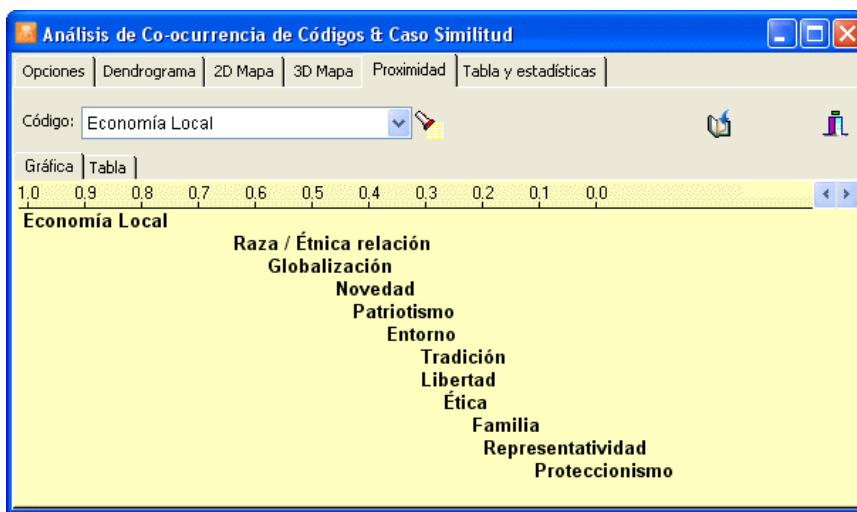 Análisis de Co-ocurrencia de Códigos & Caso Similitud
Opciones Dendrograma 2D Mapa 3D Mapa Proximidad Tabla y estadísticas
Código: Economía Local
Gráfica Tabla
1.0 0.9 0.8 0.7 0.6 0.5 0.4 0.3 0.2 0.1 0.0
Economía Local
Raza / Étnica relación
Globalización
Novedad
Patriotismo
Entorno
Tradición
Libertad
Ética
Familia
Representatividad
Proteccionismo